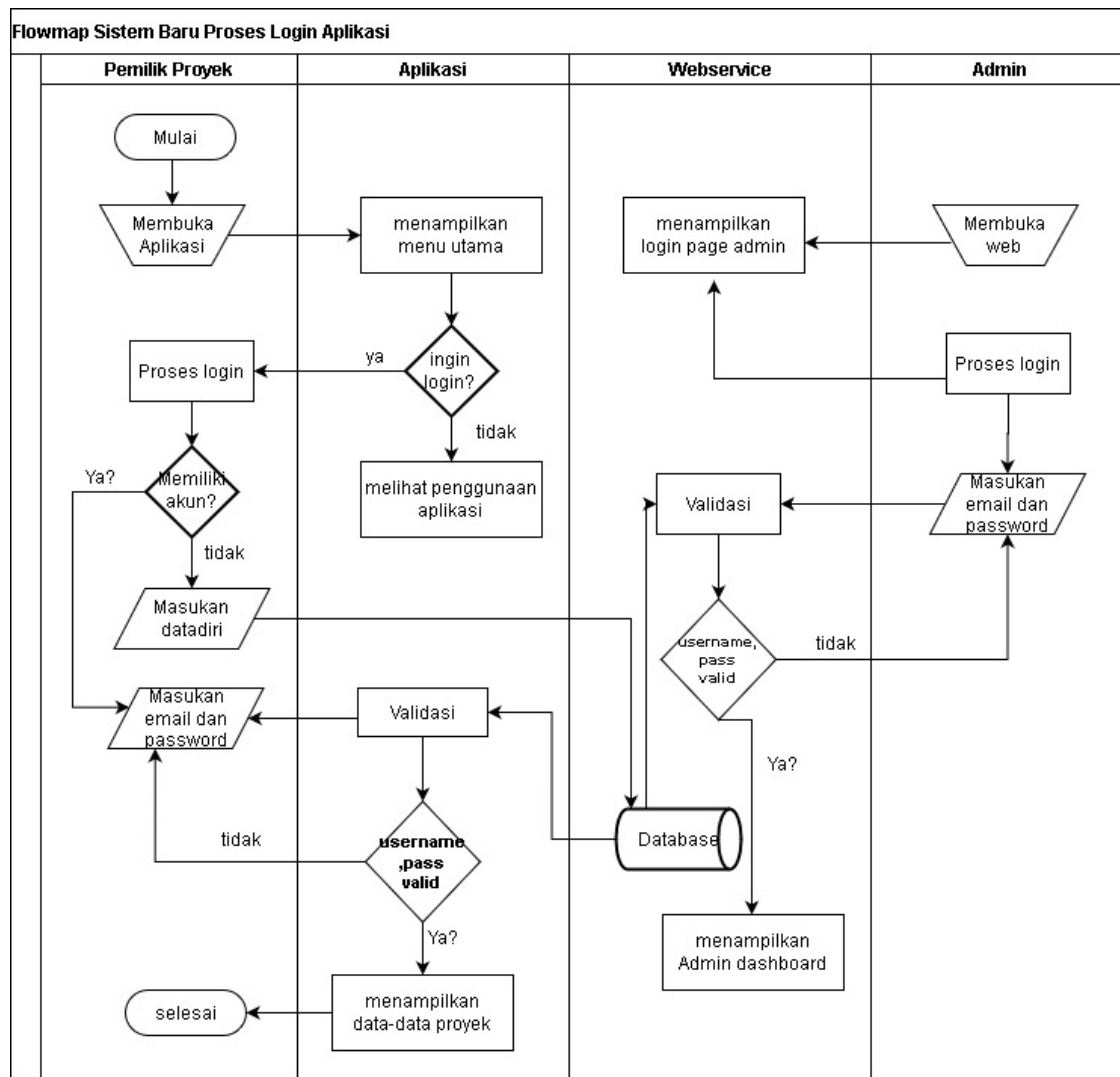 Flowmap Sistem Baru Proses Login Aplikasi
Pemilik Proyek
Aplikasi
Webservice
Admin
Mulai
Membuka
Aplikasi
menampilkan
menu utama
menampilkan
login page admin
Membuka
web
Proses login
ya
ingin
login?
Proses login
tidak
Ya?
Memiliki
akun?
melihat penggunaan
aplikasi
Validasi
Masukan
email dan
password
tidak
Masukan
datadiri
username,
pass
valid
tidak
Masukan
email dan
password
Validasi
Ya?
tidak
username
,pass
valid
Database
Ya?
menampilkan
Admin dashboard
selesai
menampilkan
data-data proyek